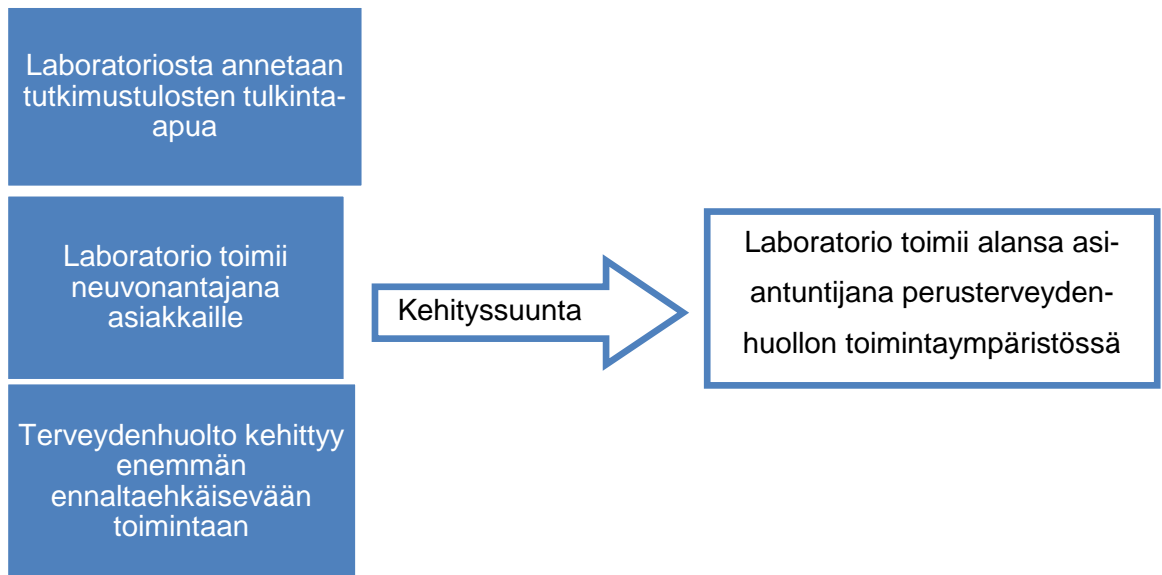 Laboratoriosta annetaan
tutkimustulosten tulkinta-
apua
Laboratorio toimii
neuvonantajana
asiakkaille
Terveydenhuolto kehittyy
enemmän
ennaltaehkäisevään
toimintaan
Kehityssuunta
Laboratorio toimii alansa asi-
antuntijana perusterveyden-
huollon toimintaympäristössä